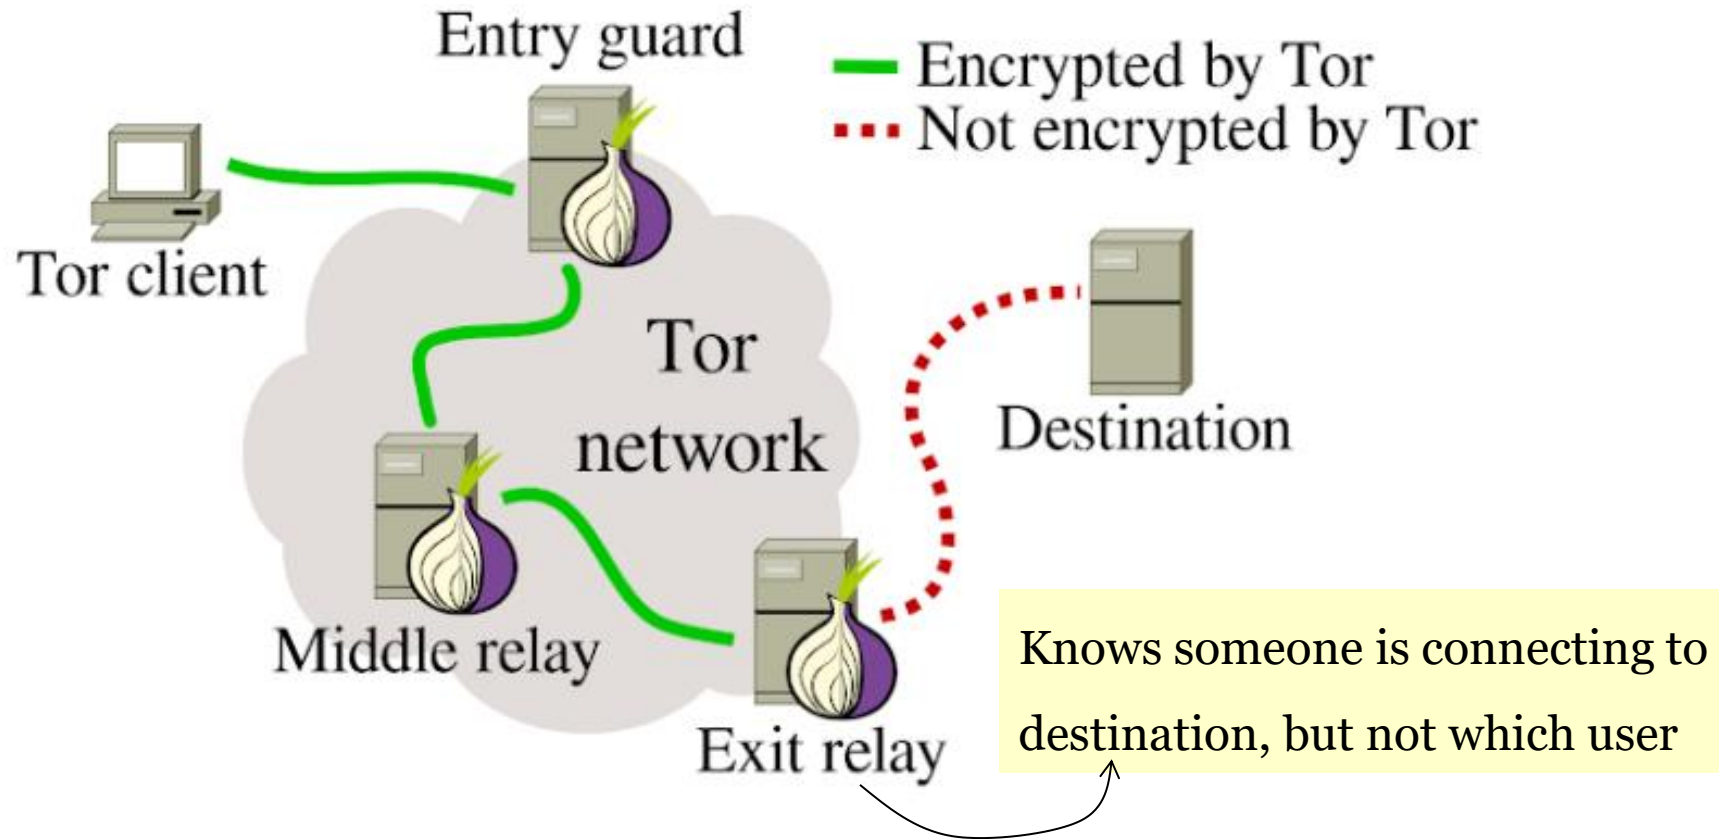 Entry guard
Encrypted by Tor
Not encrypted by Tor
Tor client
Tor
network
Destination
Middle relay
Exit relay
Knows someone is connecting to
destination, but not which user